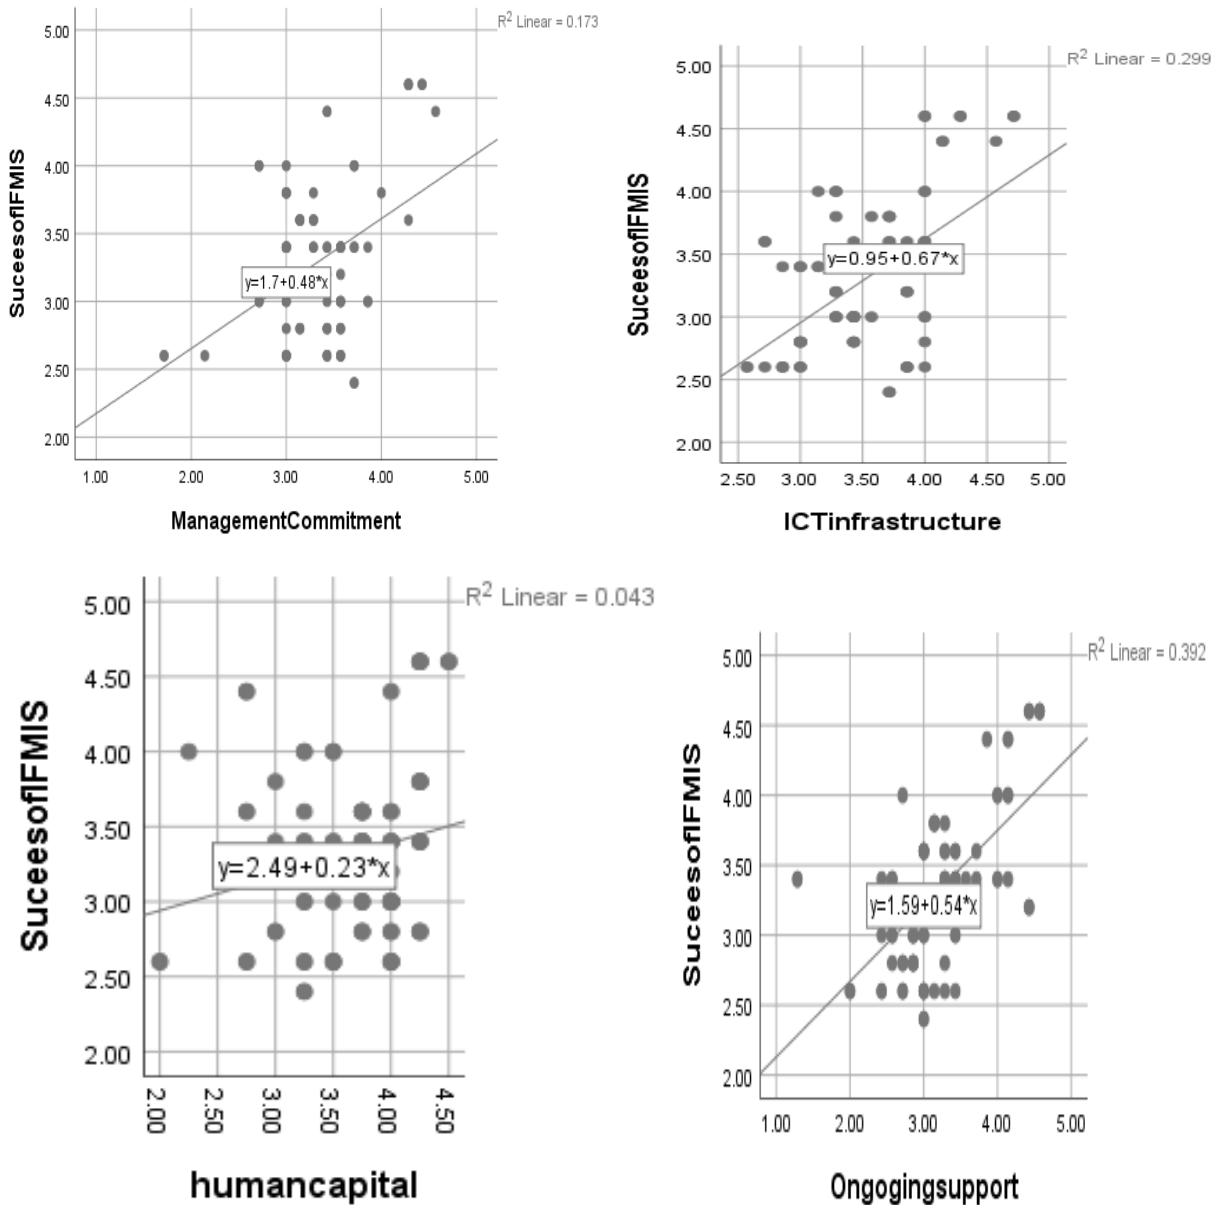 R² Linear = 0.173
5.00
4.50
4.00
3.50
3.00
2.50
2.00
SuceesofIFMIS
y=1.7+0.48*x
1.00 2.00 3.00 4.00 5.00
ManagementCommitment
R² Linear = 0.299
5.00
4.50
4.00
3.50
3.00
2.50
2.00
SuceesofIFMIS
y=0.95+0.67*x
2.50 3.00 3.50 4.00 4.50 5.00
ICTinfrastructure
R² Linear = 0.043
5.00
4.50
4.00
3.50
3.00
2.50
2.00
SuceesofIFMIS
y=2.49+0.23*x
2.00 2.50 3.00 3.50 4.00 4.50
humancapital
R² Linear = 0.392
5.00
4.50
4.00
3.50
3.00
2.50
2.00
SuceesofIFMIS
y=1.59+0.54*x
1.00 2.00 3.00 4.00 5.00
Ongogingsupport